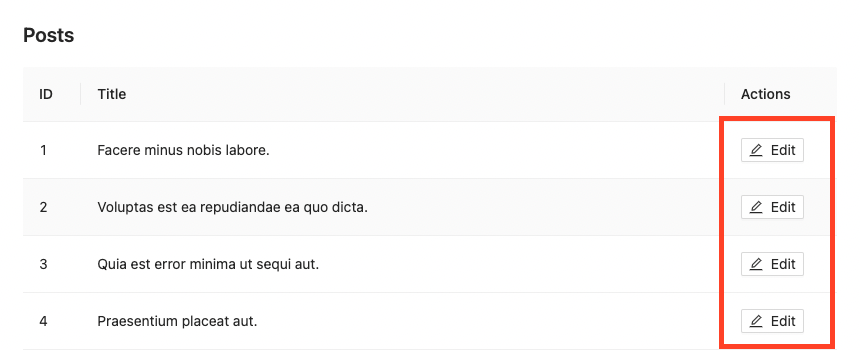 Posts
ID Title Actions
1 Facere minus nobis labore. Edit
2 Voluptas est ea repudiandae ea quo dicta. Edit
3 Quia est error minima ut sequi aut. Edit
4 Praesentium placeat aut. Edit